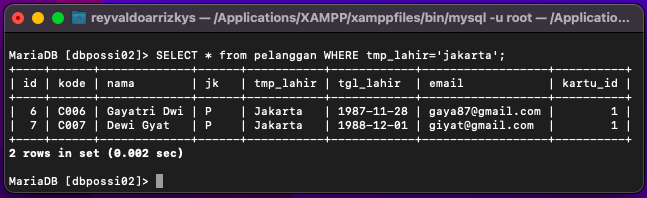 reyvaldoarrizkys — /Applications/XAMPP/xamppfiles/bin/mysql -u root — /Applicatio...
MariaDB [dbpossi02]> SELECT * from pelanggan WHERE tmp_lahir='jakarta';
+----+------+-------------+------+-----------+------------+------------------+----------+
| id | kode | nama        | jk   | tmp_lahir | tgl_lahir  | email            | kartu_id |
+----+------+-------------+------+-----------+------------+------------------+----------+
|  6 | C006 | Gayatri Dwi | P    | Jakarta   | 1987-11-28 | gaya87@gmail.com |        1 |
|  7 | C007 | Dewi Gyat   | P    | Jakarta   | 1988-12-01 | giyat@gmail.com  |        1 |
+----+------+-------------+------+-----------+------------+------------------+----------+
2 rows in set (0.002 sec)
MariaDB [dbpossi02]>